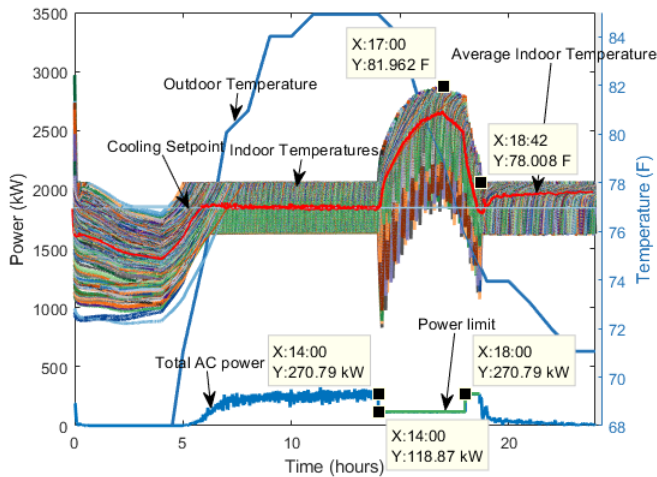 3500
3000
2500
2000
1500
1000
500
0
Power (kW)
0
5
10
15
20
Time (hours)
84
82
80
78
76
74
72
70
68
Temperature (F)
X:17:00
Y:81.962 F
Average Indoor Temperature
Outdoor Temperature
X:18:42
Y:78.008 F
Cooling Setpoint
Indoor Temperatures
Total AC power
X:14:00
Y:270.79 kW
Power limit
X:18:00
Y:270.79 kW
X:14:00
Y:118.87 kW